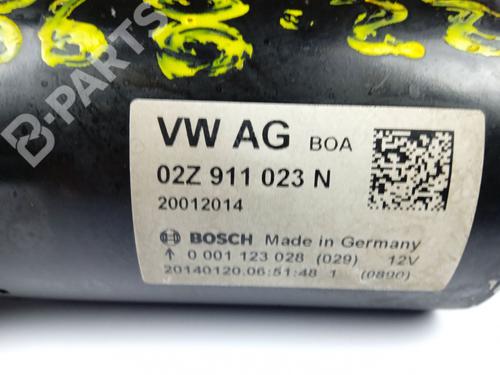 B-PARTS
VW AG BOA
02Z 911 023 N
20012014
BOSCH Made in Germany
↑ 0 001 123 028 (029) 12V
20140120.06:51:48 1 (0890)